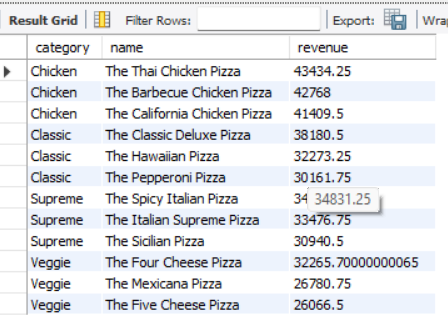 Result Grid Filter Rows: Export: Wra
category name revenue
Chicken The Thai Chicken Pizza 43434.25
Chicken The Barbecue Chicken Pizza 42768
Chicken The California Chicken Pizza 41409.5
Classic The Classic Deluxe Pizza 38180.5
Classic The Hawaiian Pizza 32273.25
Classic The Pepperoni Pizza 30161.75
Supreme The Spicy Italian Pizza 34 34831.25
Supreme The Italian Supreme Pizza 33476.75
Supreme The Sicilian Pizza 30940.5
Veggie The Four Cheese Pizza 32265.70000000065
Veggie The Mexicana Pizza 26780.75
Veggie The Five Cheese Pizza 26066.5